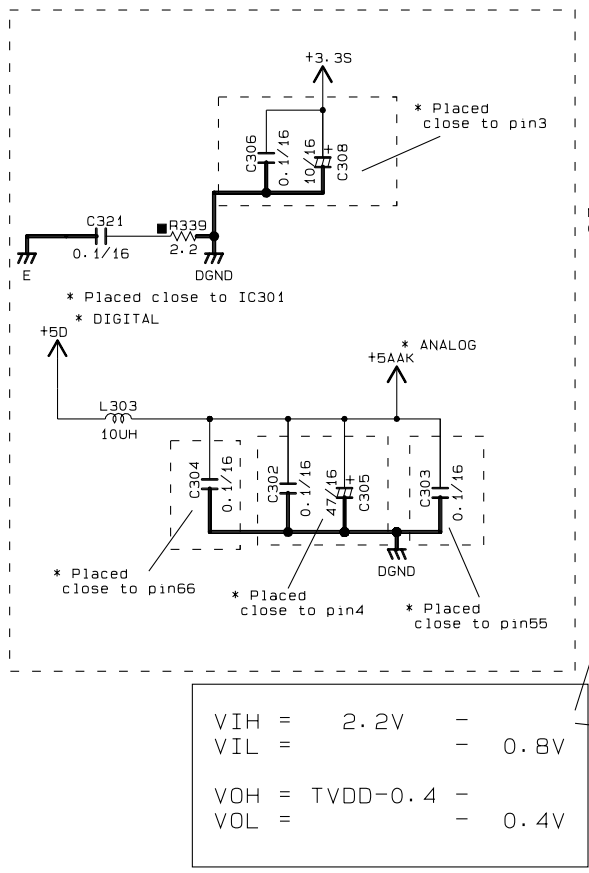 +3.3S
* Placed
close to pin3
C306
0.1/16
10/16
+
C308
C321
0.1/16
R339
2.2
E
DGND
* Placed close to IC301
* DIGITAL
+5D
* ANALOG
+5AAK
L303
10UH
C304
0.1/16
C302
0.1/16
47/16
+
C305
C303
0.1/16
DGND
* Placed
close to pin66
* Placed
close to pin4
* Placed
close to pin55
VIH = 2.2V -
VIL = - 0.8V
VOH = TVDD-0.4 -
VOL = - 0.4V